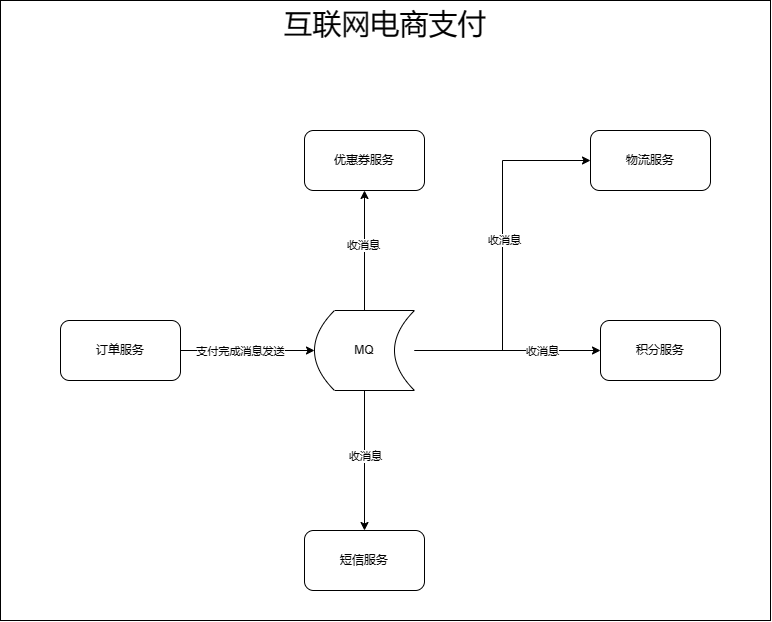 互联网电商支付
优惠券服务
物流服务
收消息
收消息
订单服务
支付完成消息发送
MQ
收消息
积分服务
收消息
短信服务